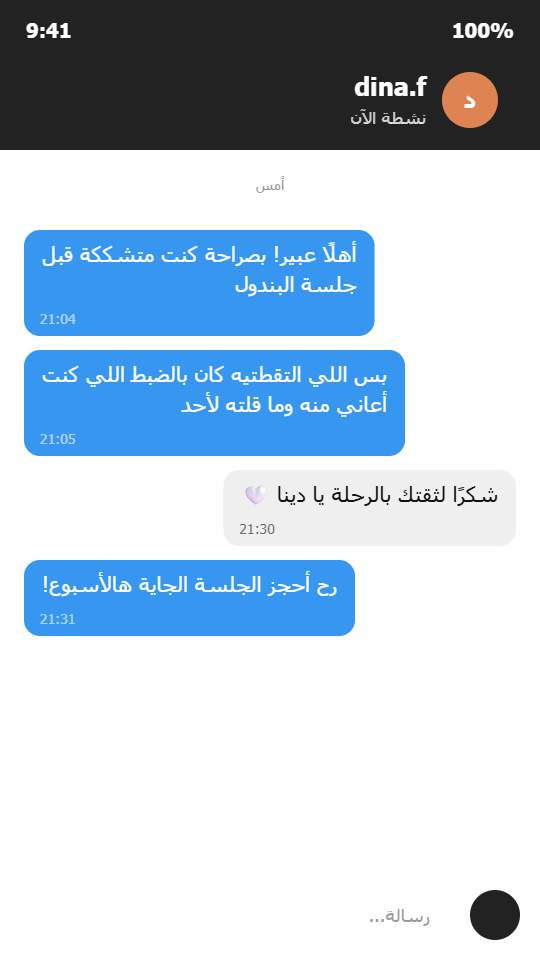 9:41
100%
dina.f
د
نشطة الآن
أمس
أهلًا عبير! بصراحة كنت متشككة قبل
جلسة البندول
21:04
بس اللي التقطتيه كان بالضبط اللي كنت
أعاني منه وما قلته لأحد
21:05
شكرًا لثقتك بالرحلة يا دينا 🤍
21:30
رح أحجز الجلسة الجاية هالأسبوع!
21:31
رسالة...